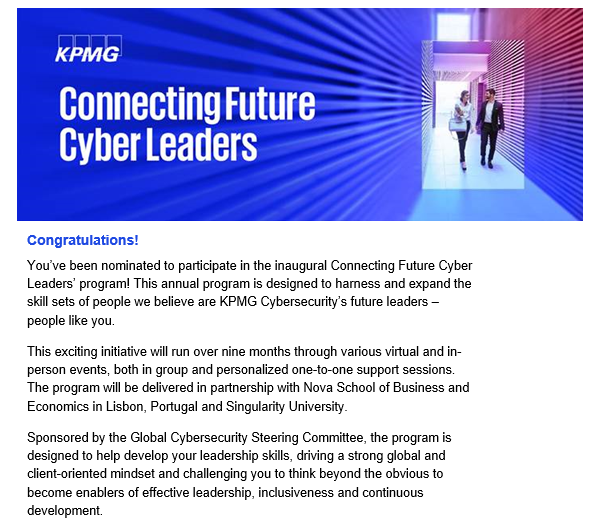 KPMG
Connecting Future
Cyber Leaders
Congratulations!
You’ve been nominated to participate in the inaugural Connecting Future Cyber
Leaders’ program! This annual program is designed to harness and expand the
skill sets of people we believe are KPMG Cybersecurity’s future leaders –
people like you.
This exciting initiative will run over nine months through various virtual and in-
person events, both in group and personalized one-to-one support sessions.
The program will be delivered in partnership with Nova School of Business and
Economics in Lisbon, Portugal and Singularity University.
Sponsored by the Global Cybersecurity Steering Committee, the program is
designed to help develop your leadership skills, driving a strong global and
client-oriented mindset and challenging you to think beyond the obvious to
become enablers of effective leadership, inclusiveness and continuous
development.